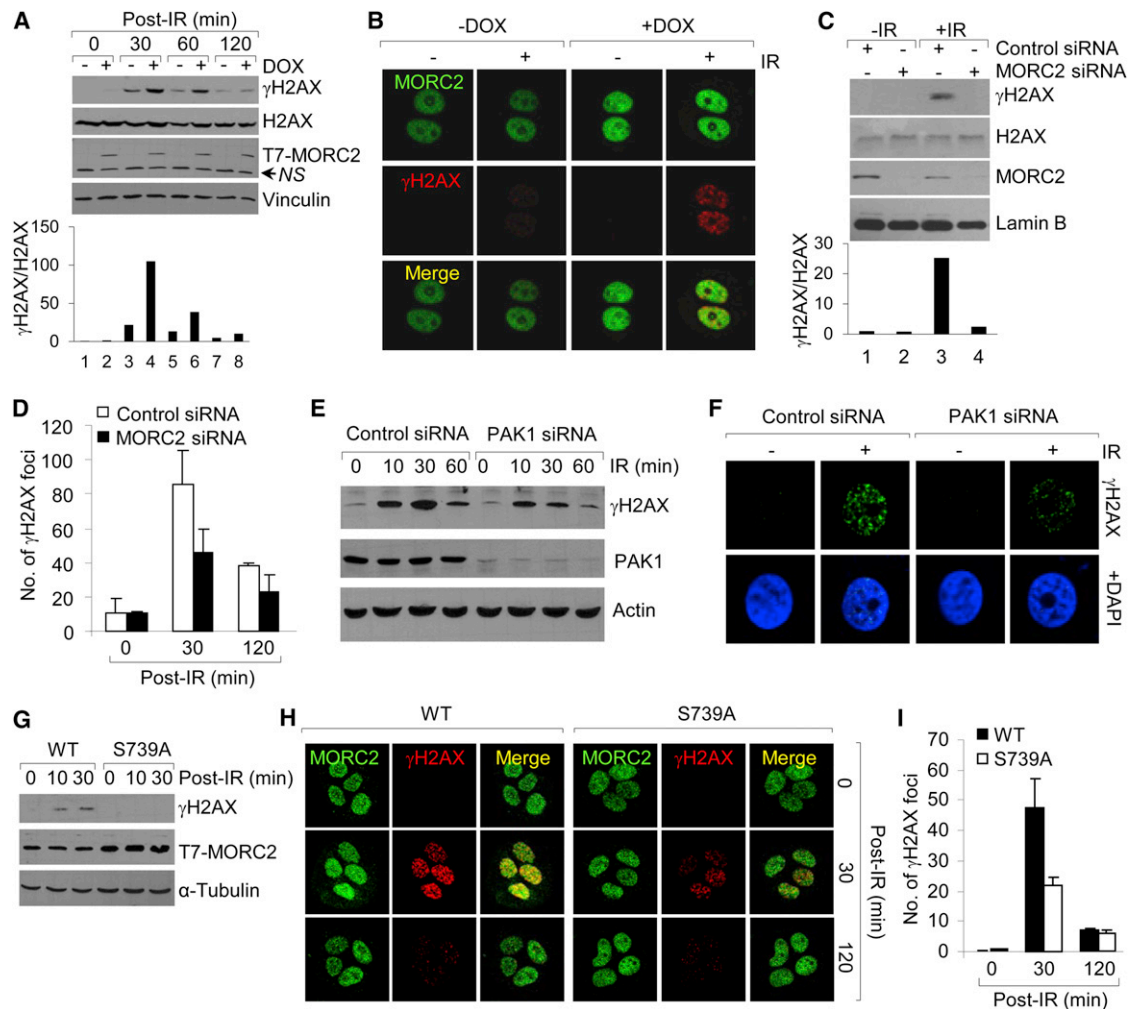 A
Post-IR (min)
0 30 60 120
- + - + - + - + DOX
γH2AX
H2AX
T7-MORC2
NS
Vinculin
γH2AX/H2AX
150
100
50
0
1 2 3 4 5 6 7 8
B
-DOX +DOX
- + - + IR
MORC2
γH2AX
Merge
C
-IR +IR
+ - + - Control siRNA
- + - + MORC2 siRNA
γH2AX
H2AX
MORC2
Lamin B
γH2AX/H2AX
30
20
10
0
1 2 3 4
D
Control siRNA
MORC2 siRNA
No. of γH2AX foci
120
100
80
60
40
20
0
0 30 120
Post-IR (min)
E
Control siRNA PAK1 siRNA
0 10 30 60 0 10 30 60 IR (min)
γH2AX
PAK1
Actin
F
Control siRNA PAK1 siRNA
- + - + IR
γH2AX
+DAPI
G
WT S739A
0 10 30 0 10 30 Post-IR (min)
γH2AX
T7-MORC2
α-Tubulin
H
WT S739A
MORC2 γH2AX Merge MORC2 γH2AX Merge
0
30
120
Post-IR (min)
I
WT
S739A
No. of γH2AX foci
70
60
50
40
30
20
10
0
0 30 120
Post-IR (min)